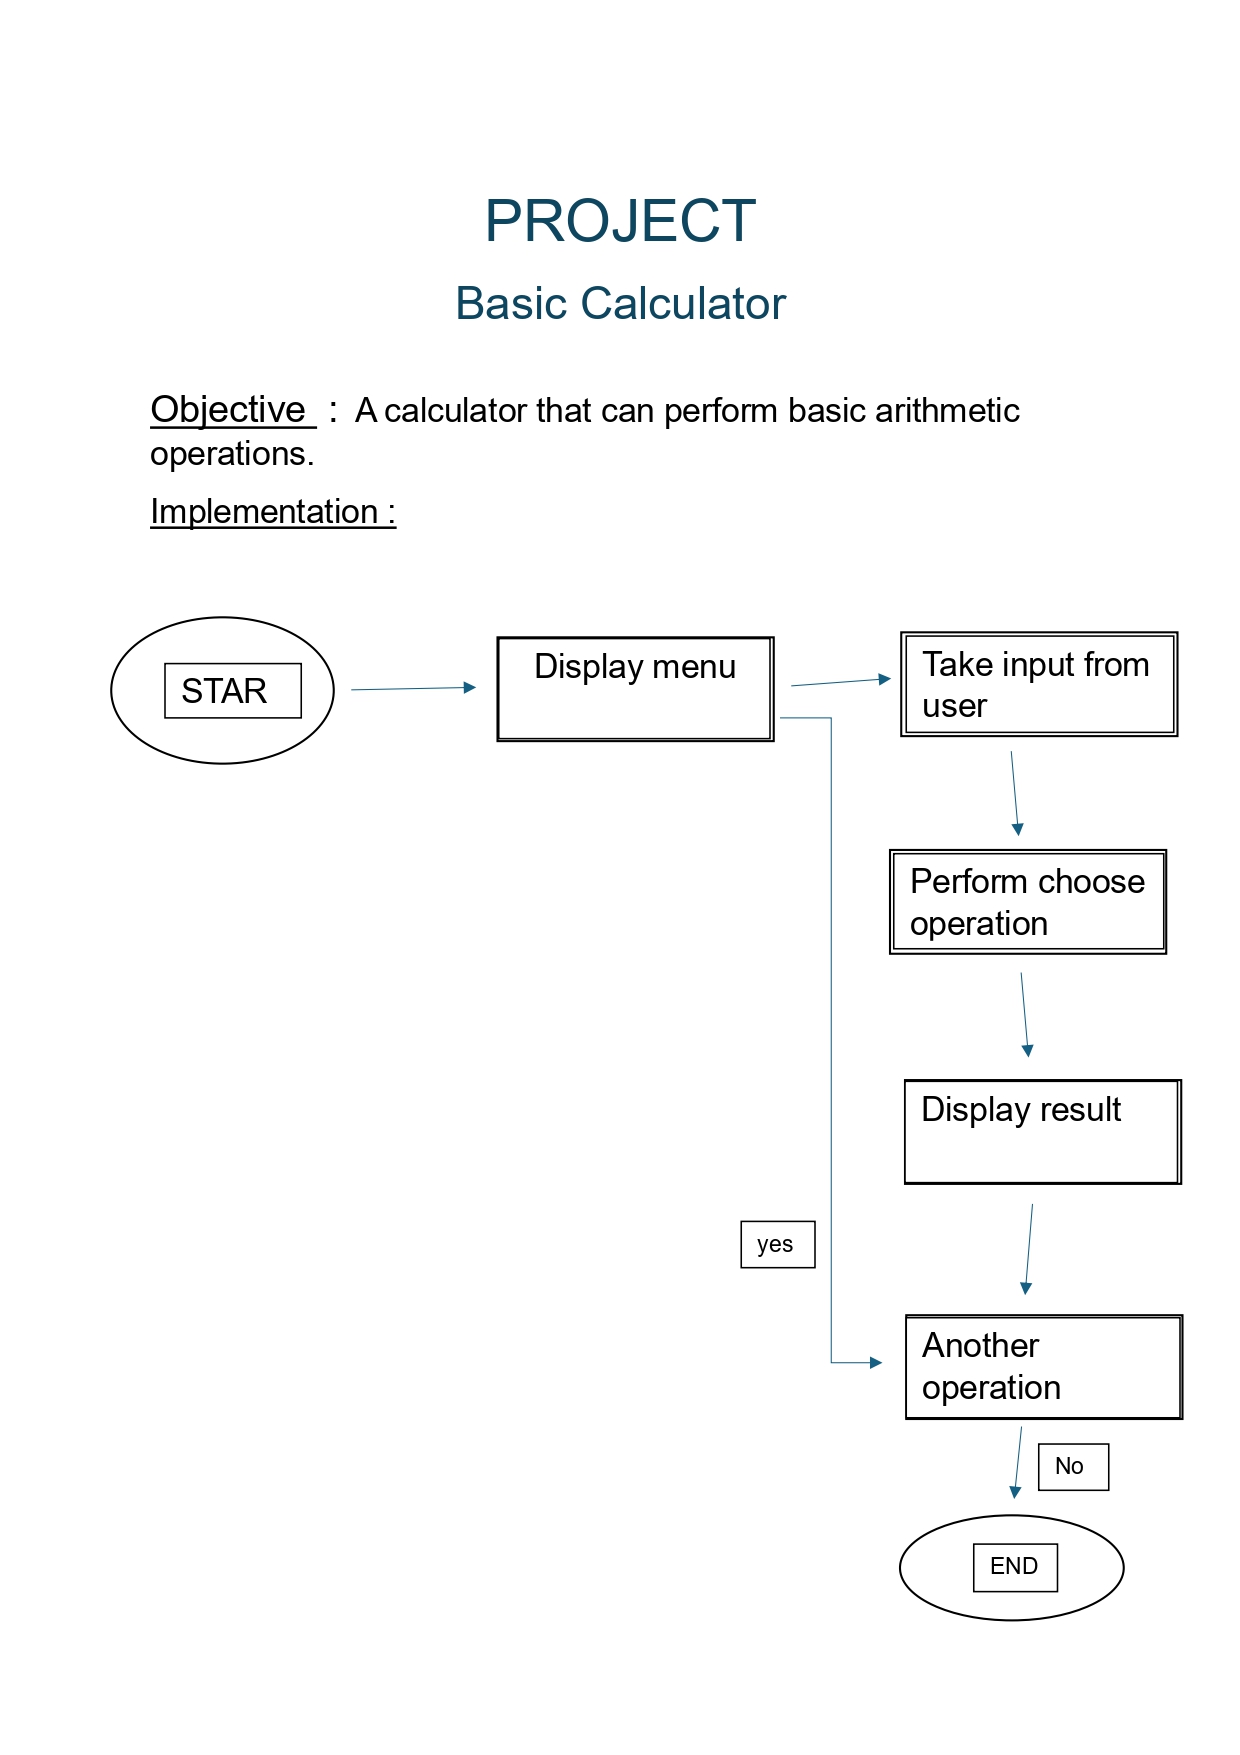 PROJECT
Basic Calculator
Objective : A calculator that can perform basic arithmetic
operations.
Implementation :
STAR
Display menu
Take input from
user
Perform choose
operation
Display result
yes
Another
operation
No
END